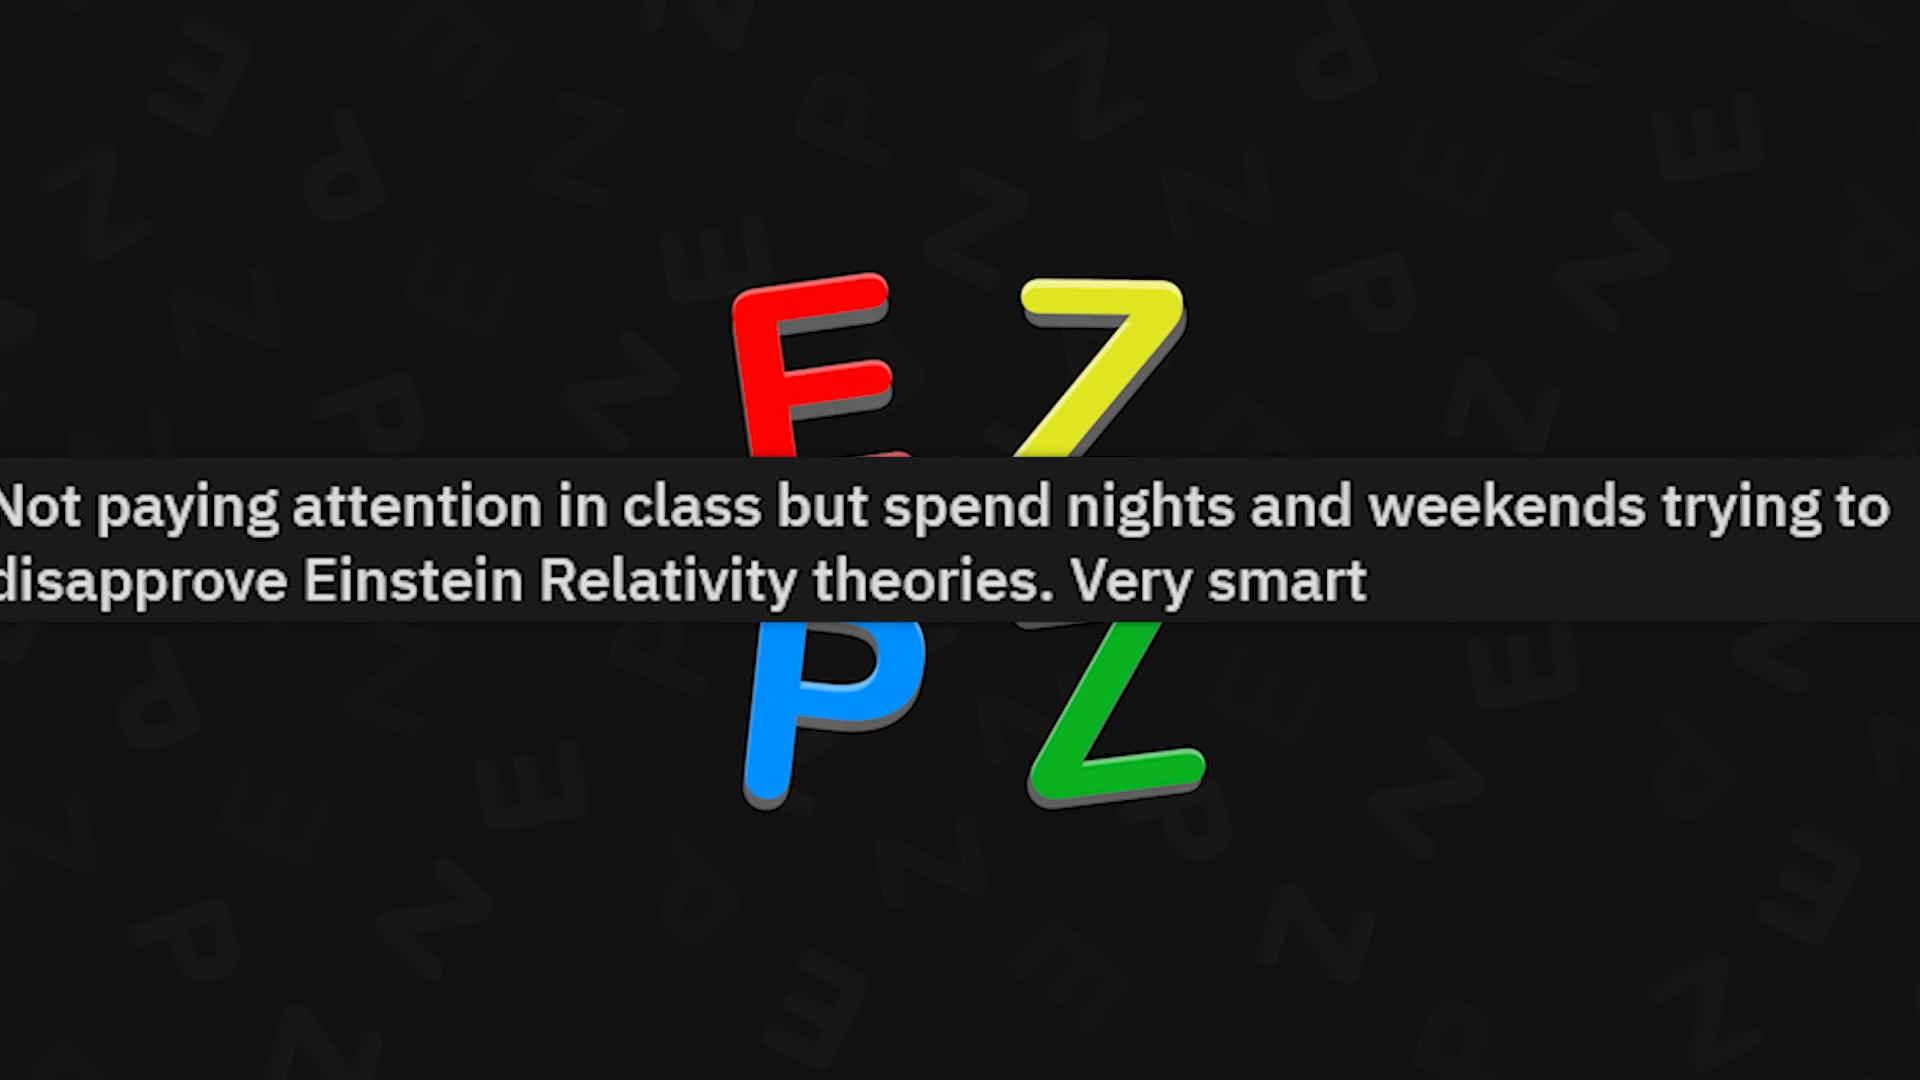 E Z
Not paying attention in class but spend nights and weekends trying to
disapprove Einstein Relativity theories. Very smart
P Z